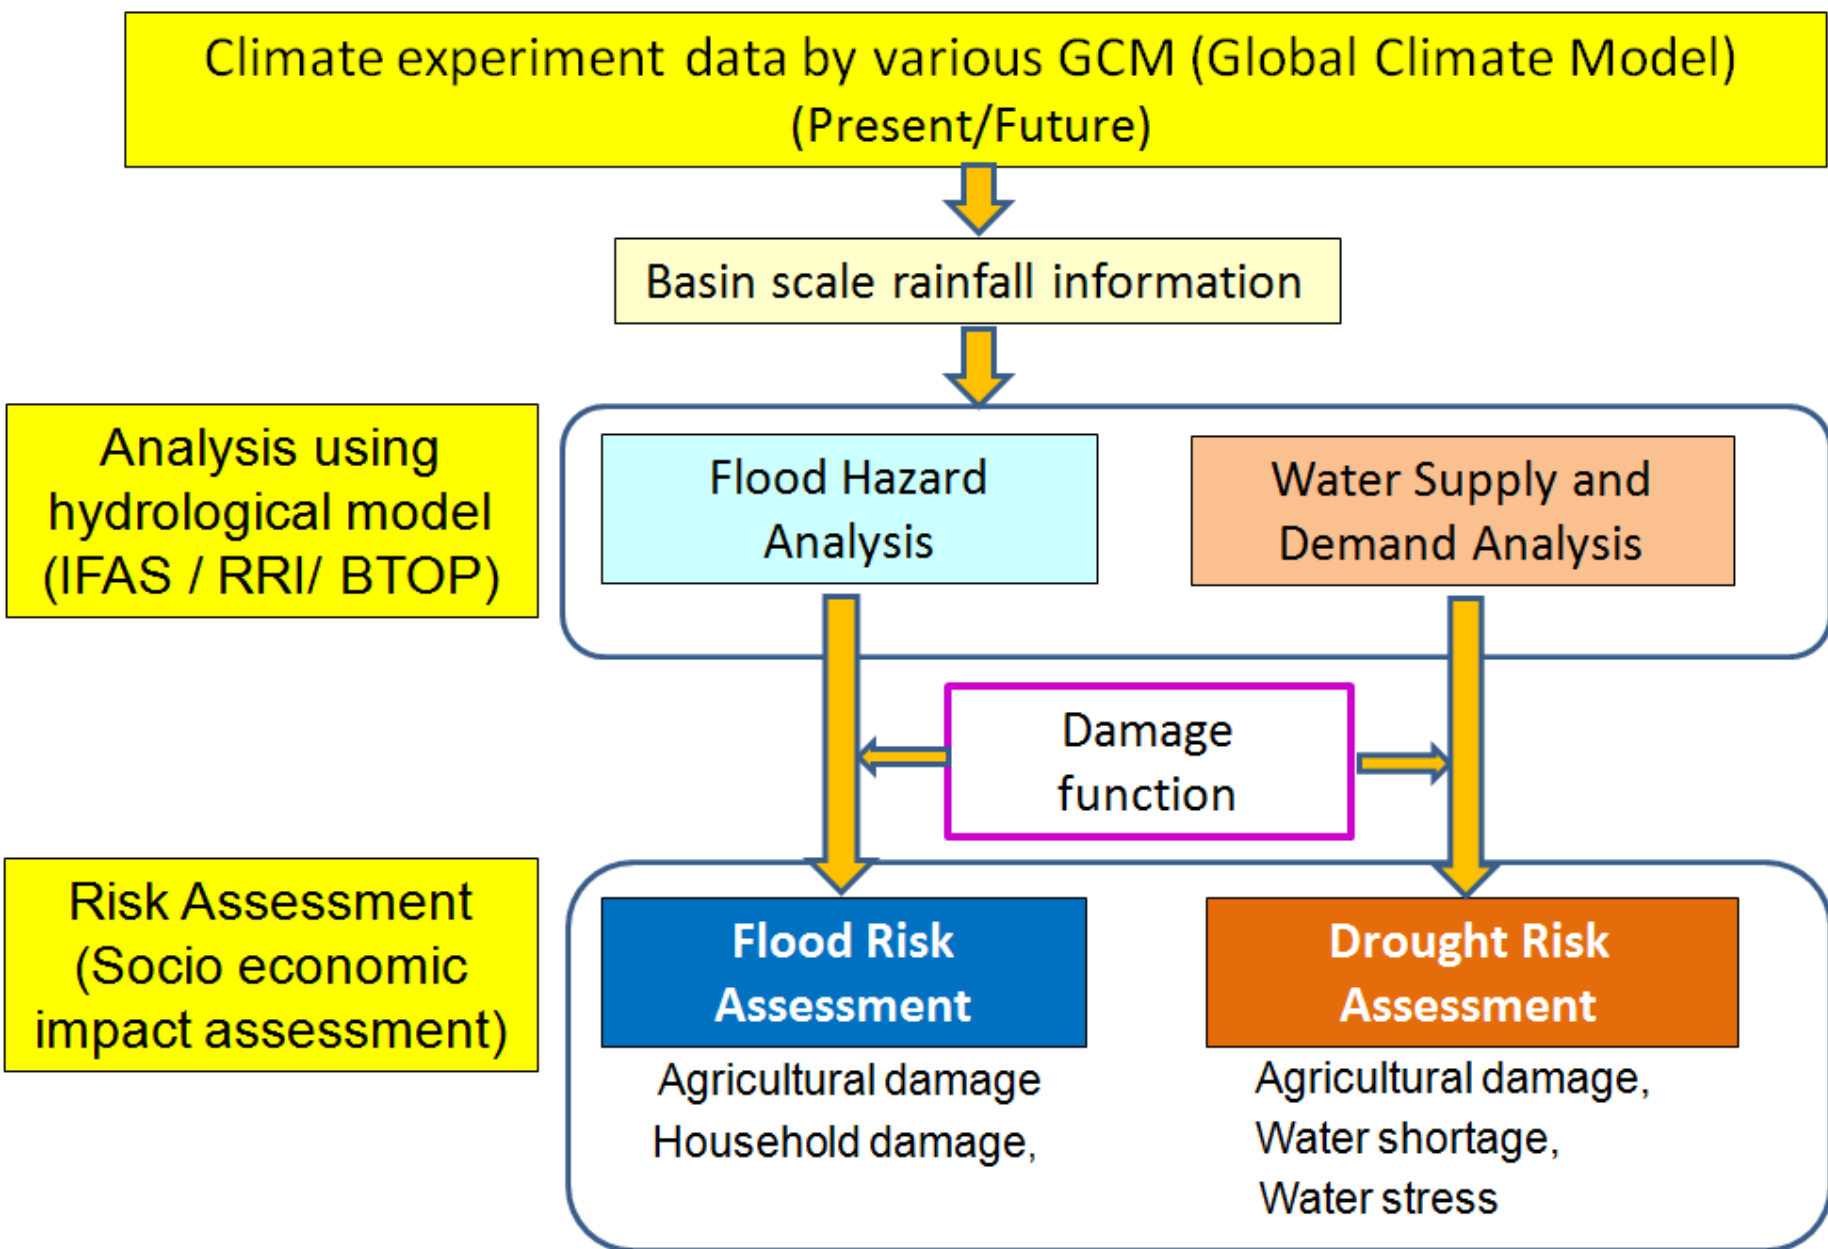 Climate experiment data by various GCM (Global Climate Model)
(Present/Future)
Basin scale rainfall information
Analysis using
hydrological model
(IFAS / RRI/ BTOP)
Flood Hazard
Analysis
Water Supply and
Demand Analysis
Damage
function
Risk Assessment
(Socio economic
impact assessment)
Flood Risk
Assessment
Agricultural damage
Household damage,
Drought Risk
Assessment
Agricultural damage,
Water shortage,
Water stress